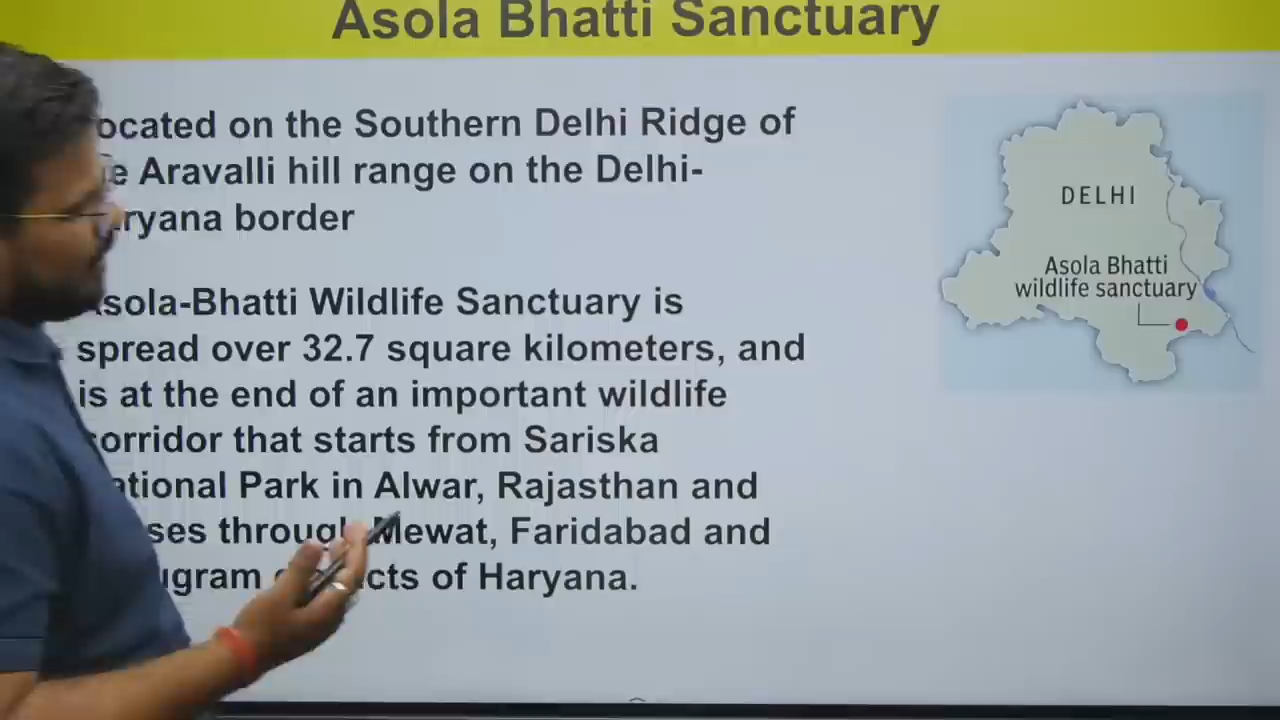 Asola Bhatti Sanctuary
ocated on the Southern Delhi Ridge of
e Aravalli hill range on the Delhi-
ryana border
sola-Bhatti Wildlife Sanctuary is
spread over 32.7 square kilometers, and
is at the end of an important wildlife
orridor that starts from Sariska
ational Park in Alwar, Rajasthan and
ses through Mewat, Faridabad and
ugram cts of Haryana.
DELHI
Asola Bhatti
wildlife sanctuary